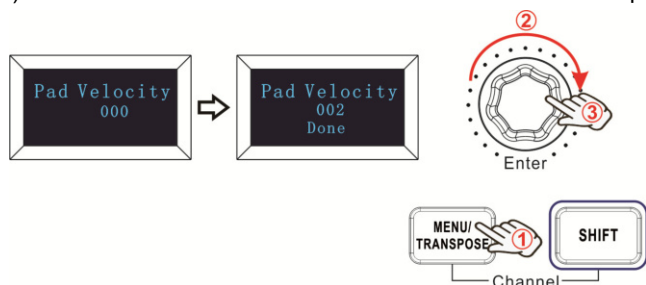 ②
Pad Velocity
000
Pad Velocity
002
Done
③
Enter
MENU/
TRANSPOSE
①
SHIFT
Channel